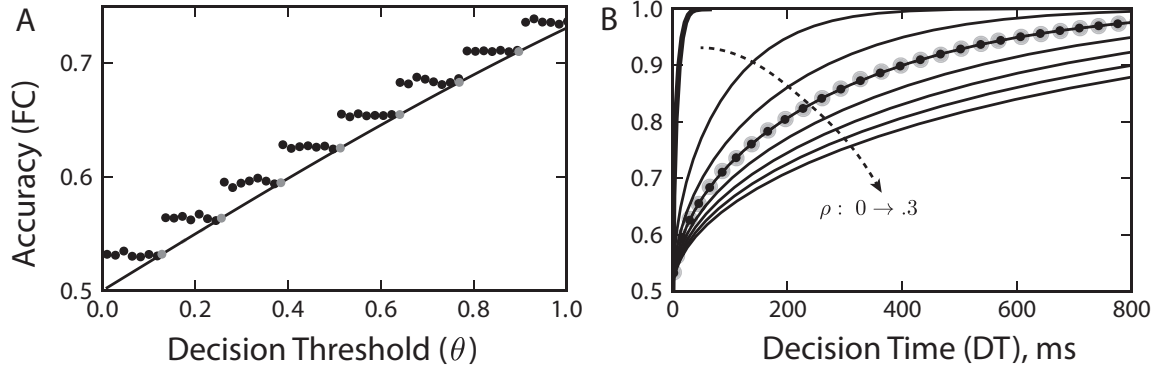 A
B
Accuracy (FC)
0.7
0.6
0.5
0.0 0.2 0.4 0.6 0.8 1.0
Decision Threshold (θ)
1.0
0.9
0.8
0.7
0.6
0.5
ρ : 0 → .3
0 200 400 600 800
Decision Time (DT), ms